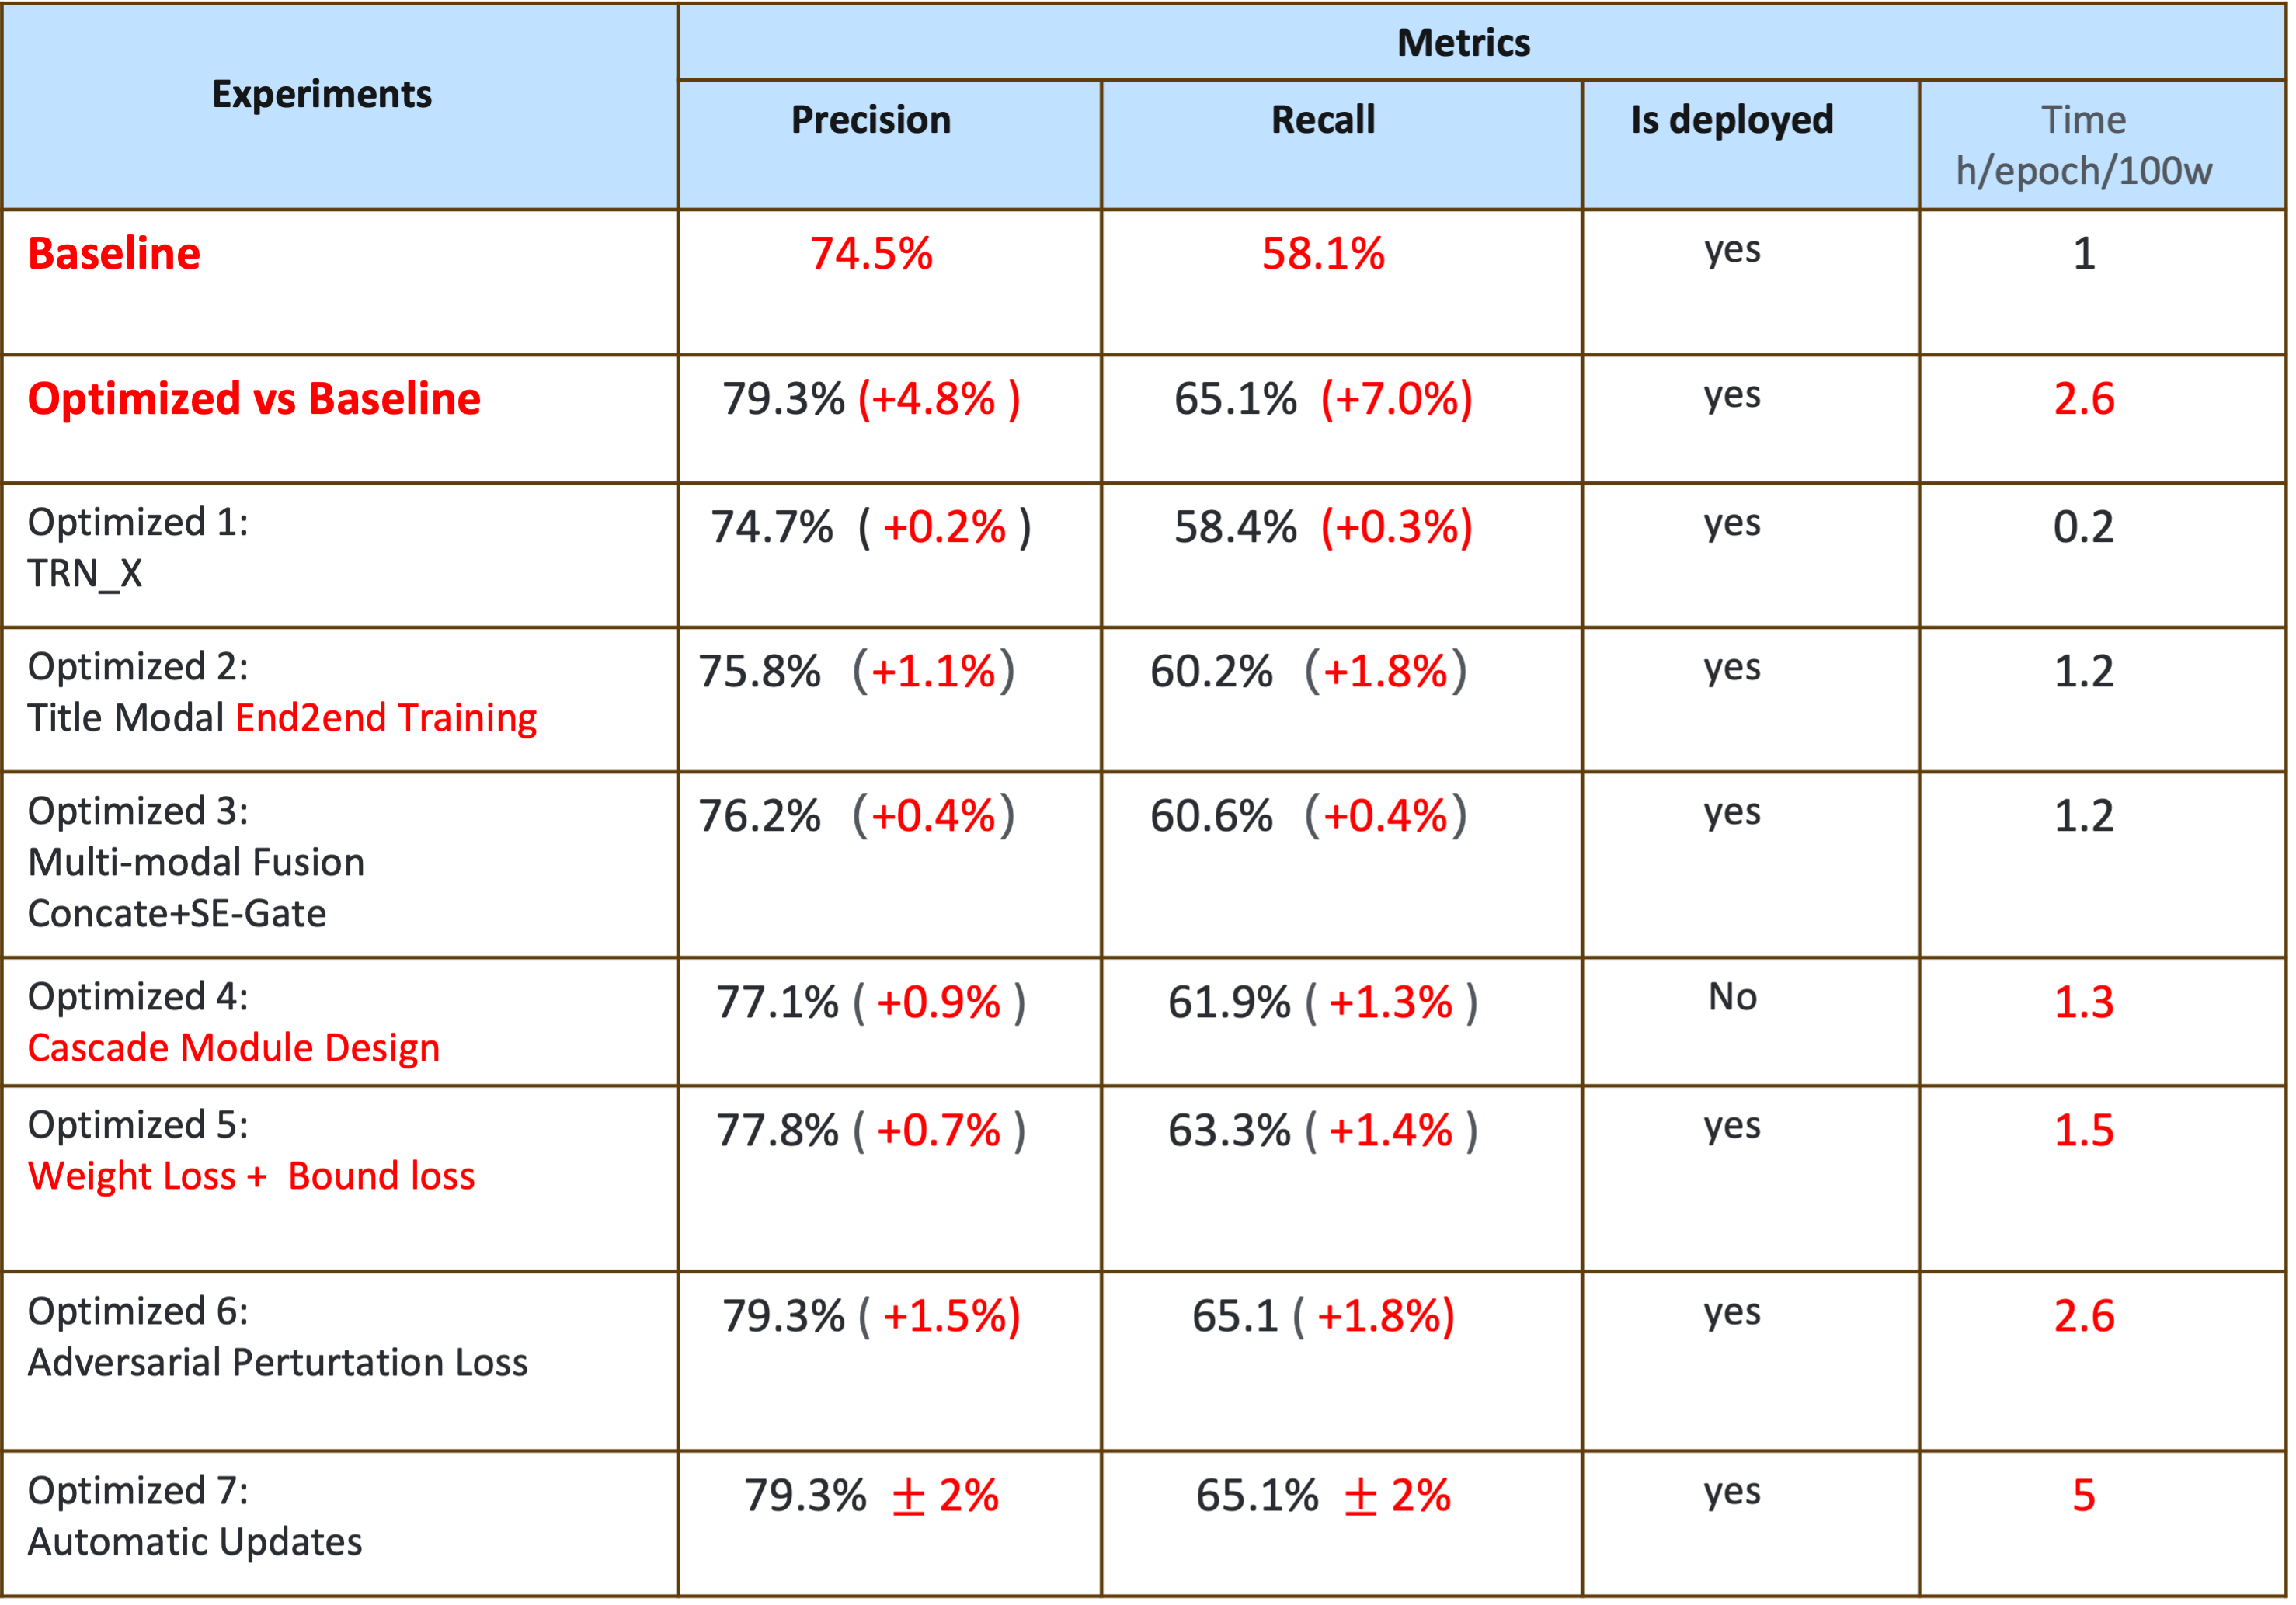 Experiments
Metrics
Precision
Recall
Is deployed
Time
h/epoch/100w
Baseline
74.5%
58.1%
yes
1
Optimized vs Baseline
79.3% (+4.8% )
65.1% (+7.0%)
yes
2.6
Optimized 1:
TRN_X
74.7% ( +0.2% )
58.4% (+0.3%)
yes
0.2
Optimized 2:
Title Modal End2end Training
75.8% (+1.1%)
60.2% (+1.8%)
yes
1.2
Optimized 3:
Multi-modal Fusion
Concate+SE-Gate
76.2% (+0.4%)
60.6% (+0.4%)
yes
1.2
Optimized 4:
Cascade Module Design
77.1% ( +0.9% )
61.9% ( +1.3% )
No
1.3
Optimized 5:
Weight Loss + Bound loss
77.8% ( +0.7% )
63.3% ( +1.4% )
yes
1.5
Optimized 6:
Adversarial Perturtation Loss
79.3% ( +1.5%)
65.1 ( +1.8%)
yes
2.6
Optimized 7:
Automatic Updates
79.3% ± 2%
65.1% ± 2%
yes
5